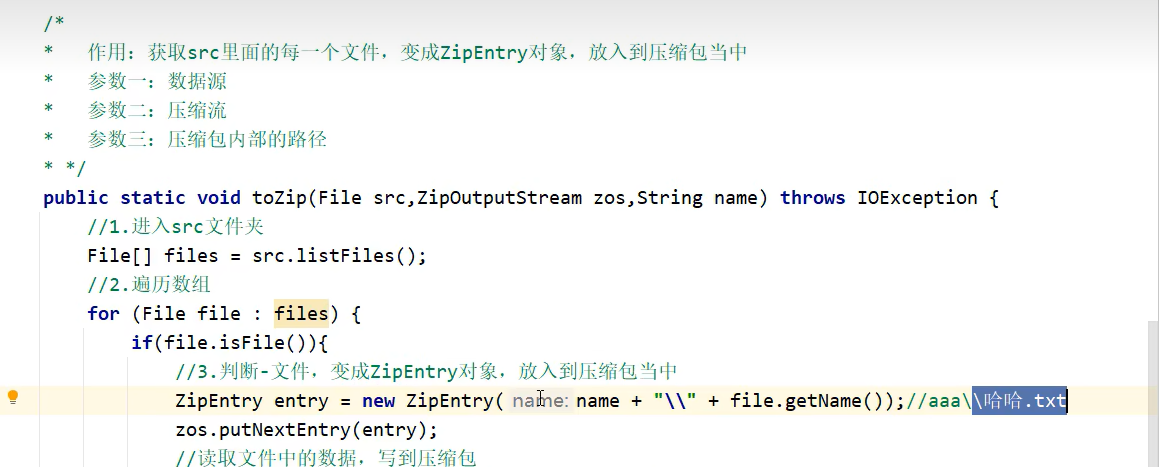 /*
*   作用：获取src里面的每一个文件，变成ZipEntry对象，放入到压缩包当中
*   参数一：数据源
*   参数二：压缩流
*   参数三：压缩包内部的路径
* */
public static void toZip(File src,ZipOutputStream zos,String name) throws IOException {
//1.进入src文件夹
File[] files = src.listFiles();
//2.遍历数组
for (File file : files) {
if(file.isFile()){
//3.判断-文件，变成ZipEntry对象，放入到压缩包当中
ZipEntry entry = new ZipEntry( name: name + "\\" + file.getName());//aaa\\哈哈.txt
zos.putNextEntry(entry);
//读取文件中的数据，写到压缩包